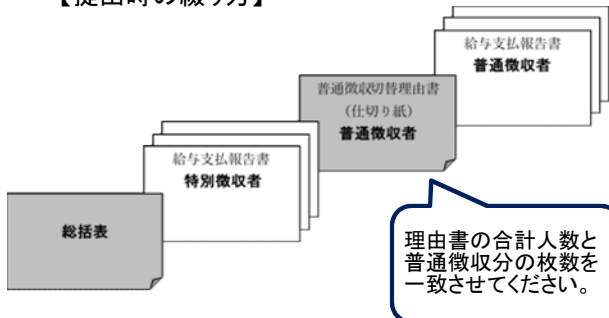 【提出時の綴り方】
給与支払報告書
普通徴収者
普通徴収切替理由書
(仕切り紙)
普通徴収者
給与支払報告書
特別徴収者
総括表
理由書の合計人数と
普通徴収分の枚数を
一致させてください。